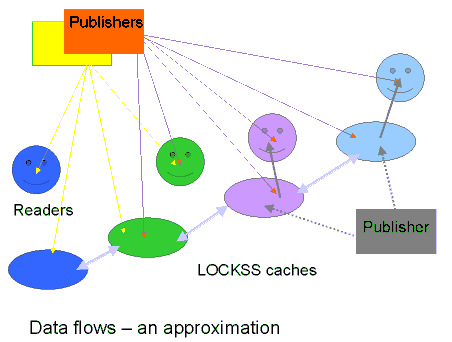 Publishers
Readers
Publisher
LOCKSS caches
Data flows – an approximation